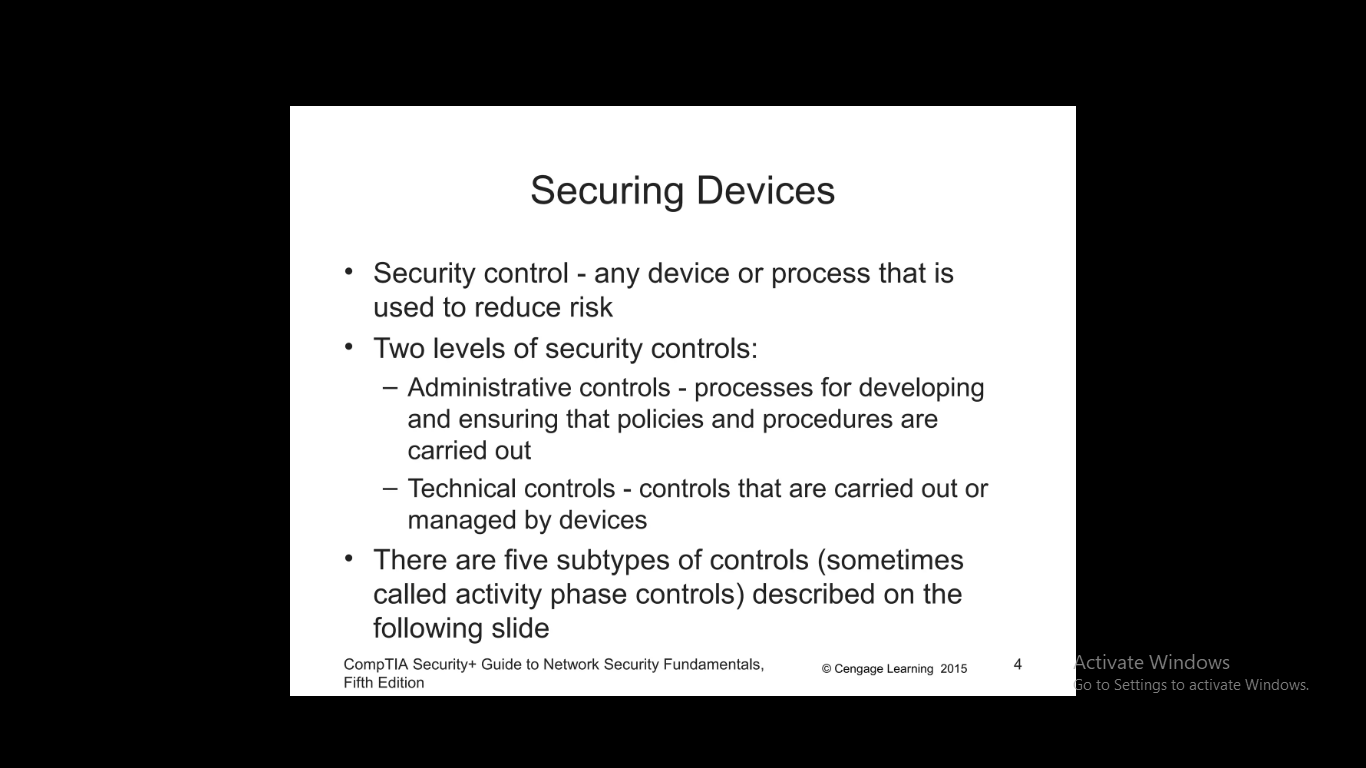 Securing Devices
• Security control - any device or process that is
used to reduce risk
• Two levels of security controls:
– Administrative controls - processes for developing
and ensuring that policies and procedures are
carried out
– Technical controls - controls that are carried out or
managed by devices
• There are five subtypes of controls (sometimes
called activity phase controls) described on the
following slide
CompTIA Security+ Guide to Network Security Fundamentals,
Fifth Edition
© Cengage Learning 2015
4
Activate Windows
Go to Settings to activate Windows.